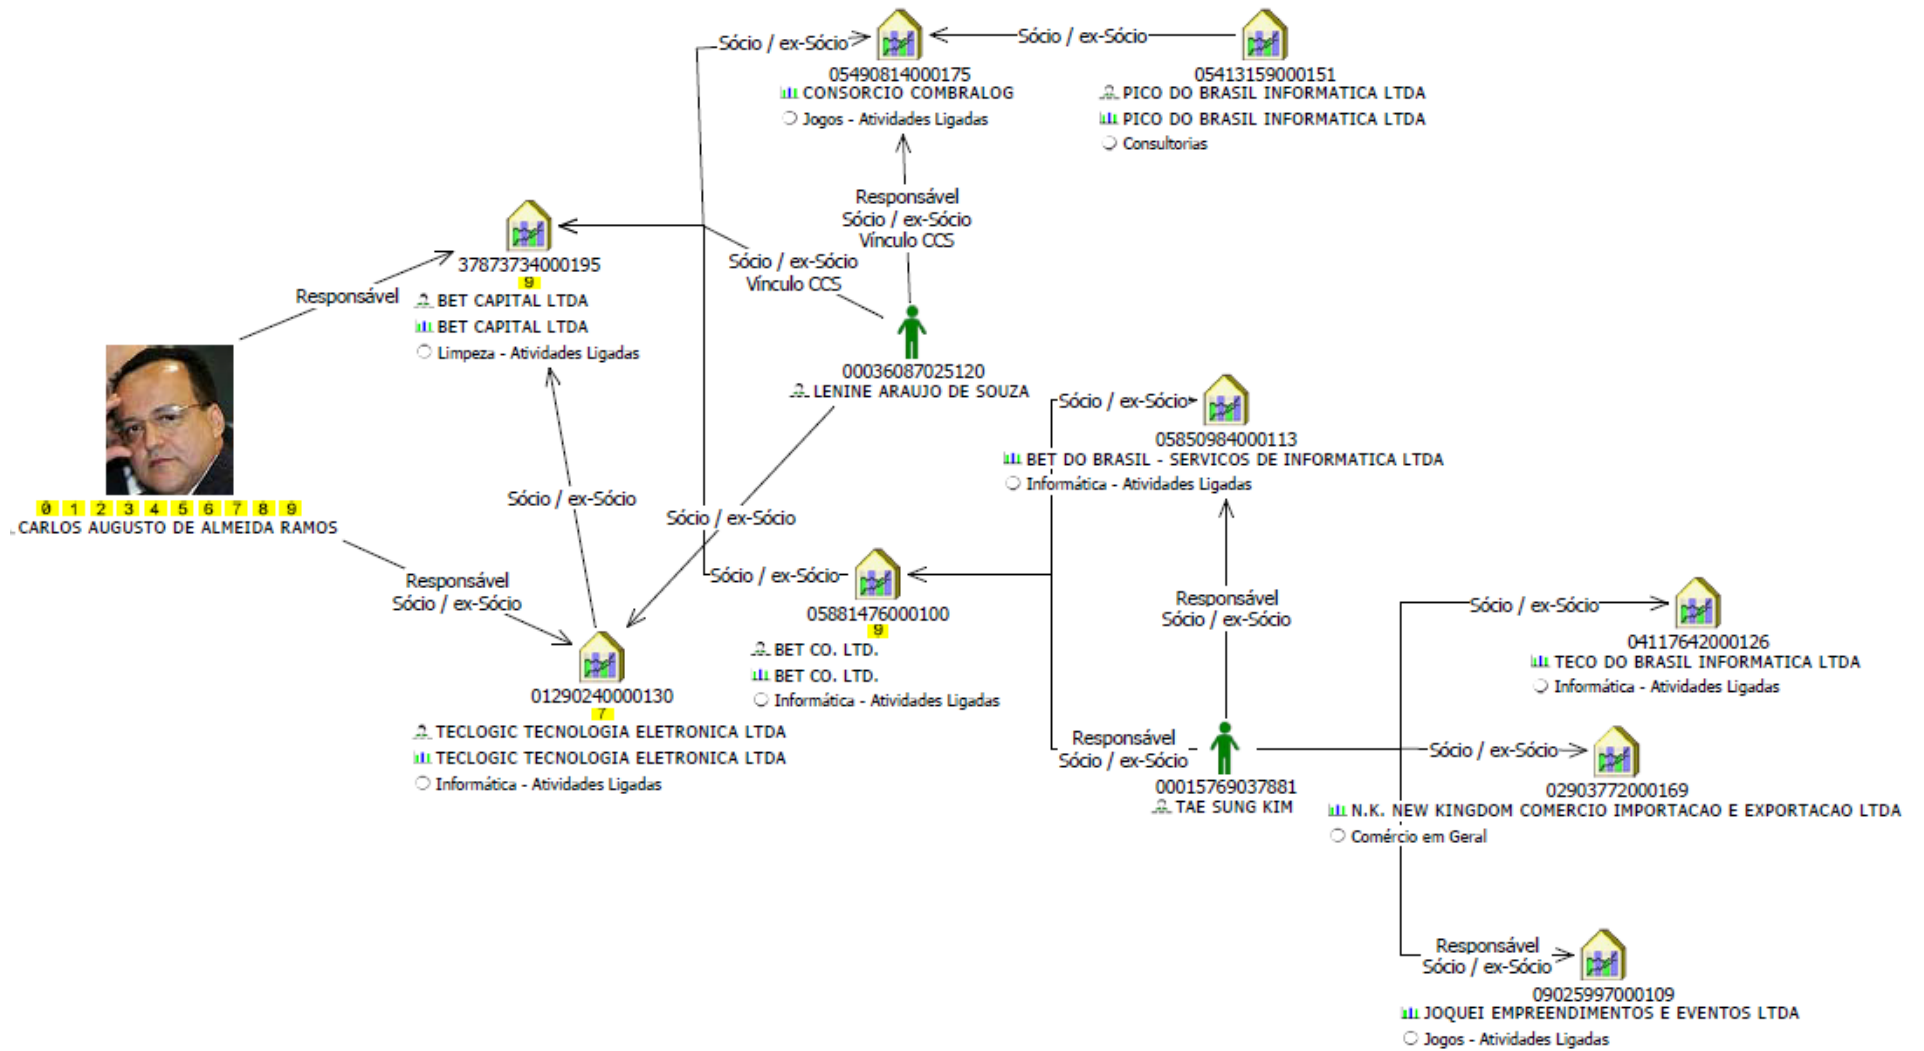 Sócio / ex-Sócio
Sócio / ex-Sócio
05490814000175
CONSORCIO COMBRALOG
Jogos - Atividades Ligadas
05413159000151
PICO DO BRASIL INFORMATICA LTDA
PICO DO BRASIL INFORMATICA LTDA
Consultorias
Responsável
Sócio / ex-Sócio
Vínculo CCS
37873734000195
9
BET CAPITAL LTDA
BET CAPITAL LTDA
Limpeza - Atividades Ligadas
Sócio / ex-Sócio
Vínculo CCS
Responsável
00036087025120
LENINE ARAUJO DE SOUZA
Sócio / ex-Sócio
05850984000113
BET DO BRASIL - SERVICOS DE INFORMATICA LTDA
Informática - Atividades Ligadas
0 1 2 3 4 5 6 7 8 9
CARLOS AUGUSTO DE ALMEIDA RAMOS
Sócio / ex-Sócio
Sócio / ex-Sócio
Responsável
Sócio / ex-Sócio
Sócio / ex-Sócio
05881476000100
9
BET CO. LTD.
BET CO. LTD.
Informática - Atividades Ligadas
Responsável
Sócio / ex-Sócio
Sócio / ex-Sócio
04117642000126
TECO DO BRASIL INFORMATICA LTDA
Informática - Atividades Ligadas
01290240000130
7
TECLOGIC TECNOLOGIA ELETRONICA LTDA
TECLOGIC TECNOLOGIA ELETRONICA LTDA
Informática - Atividades Ligadas
Responsável
Sócio / ex-Sócio
00015769037881
TAE SUNG KIM
Sócio / ex-Sócio
02903772000169
N.K. NEW KINGDOM COMERCIO IMPORTACAO E EXPORTACAO LTDA
Comércio em Geral
Responsável
Sócio / ex-Sócio
09025997000109
JOQUEI EMPREENDIMENTOS E EVENTOS LTDA
Jogos - Atividades Ligadas